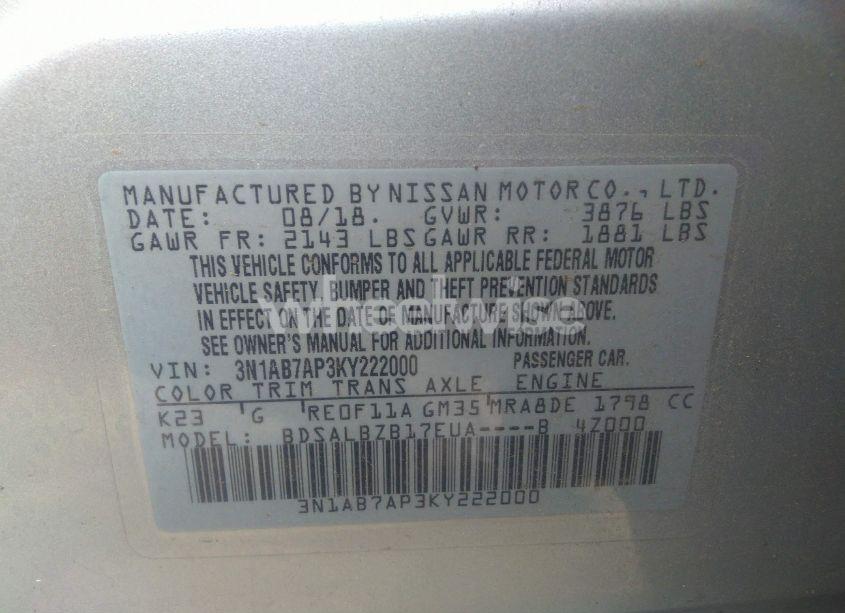 MANUFACTURED BY NISSAN MOTOR CO., LTD.
DATE: 08/18. GVWR: 3876 LBS
GAWR FR: 2143 LBS GAWR RR: 1881 LBS
THIS VEHICLE CONFORMS TO ALL APPLICABLE FEDERAL MOTOR
VEHICLE SAFETY, BUMPER AND THEFT PREVENTION STANDARDS
IN EFFECT ON THE DATE OF MANUFACTURE SHOWN ABOVE.
SEE OWNER'S MANUAL FOR ADDITIONAL INFORMATION.
VIN: 3N1AB7AP3KY222000 PASSENGER CAR.
COLOR TRIM TRANS AXLE ENGINE
K23 G RE0F11A GM35 MRA8DE 1798 CC
MODEL: BDSALBZB17EUA----B 4Z000
3N1AB7AP3KY222000
wheelwise